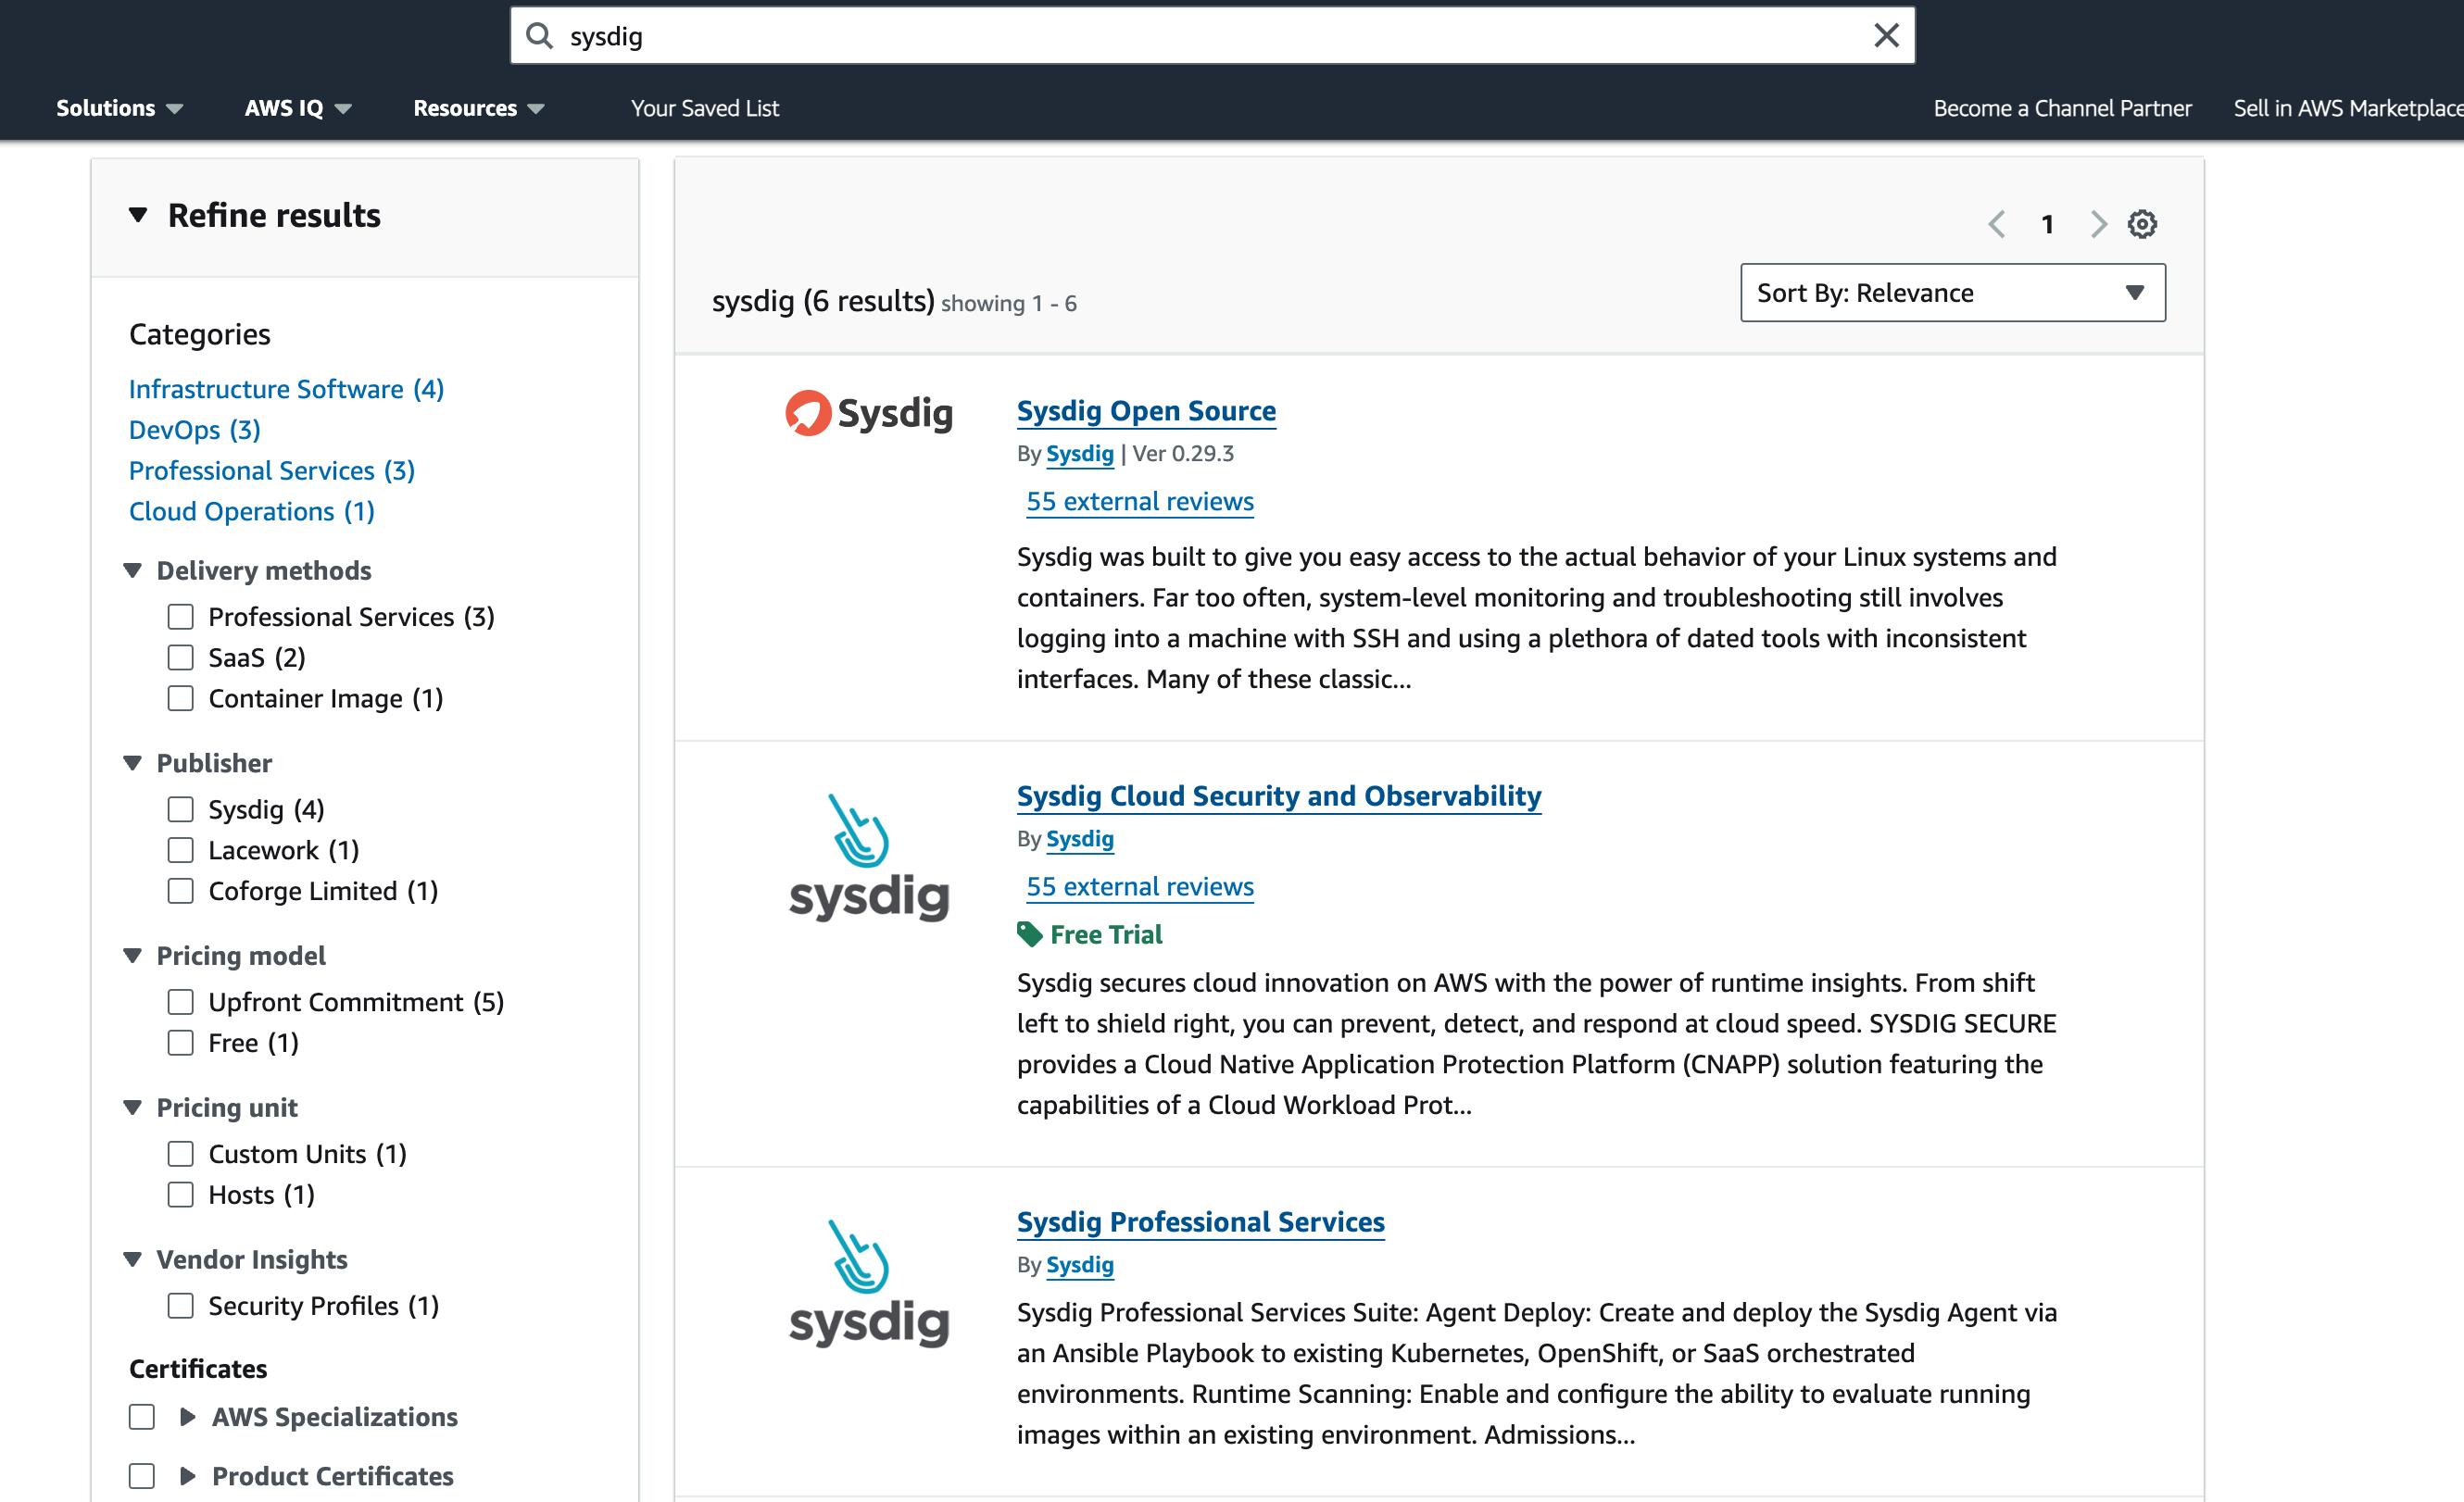 sysdig
Solutions
AWS IQ
Resources
Your Saved List
Become a Channel Partner
Sell in AWS Marketplace
Refine results
Categories
Infrastructure Software (4)
DevOps (3)
Professional Services (3)
Cloud Operations (1)
Delivery methods
Professional Services (3)
SaaS (2)
Container Image (1)
Publisher
Sysdig (4)
Lacework (1)
Coforge Limited (1)
Pricing model
Upfront Commitment (5)
Free (1)
Pricing unit
Custom Units (1)
Hosts (1)
Vendor Insights
Security Profiles (1)
Certificates
AWS Specializations
Product Certificates
1
sysdig (6 results) showing 1 - 6
Sort By: Relevance
Sysdig
Sysdig Open Source
By Sysdig | Ver 0.29.3
55 external reviews
Sysdig was built to give you easy access to the actual behavior of your Linux systems and
containers. Far too often, system-level monitoring and troubleshooting still involves
logging into a machine with SSH and using a plethora of dated tools with inconsistent
interfaces. Many of these classic...
sysdig
Sysdig Cloud Security and Observability
By Sysdig
55 external reviews
Free Trial
Sysdig secures cloud innovation on AWS with the power of runtime insights. From shift
left to shield right, you can prevent, detect, and respond at cloud speed. SYSDIG SECURE
provides a Cloud Native Application Protection Platform (CNAPP) solution featuring the
capabilities of a Cloud Workload Prot...
sysdig
Sysdig Professional Services
By Sysdig
Sysdig Professional Services Suite: Agent Deploy: Create and deploy the Sysdig Agent via
an Ansible Playbook to existing Kubernetes, OpenShift, or SaaS orchestrated
environments. Runtime Scanning: Enable and configure the ability to evaluate running
images within an existing environment. Admissions...